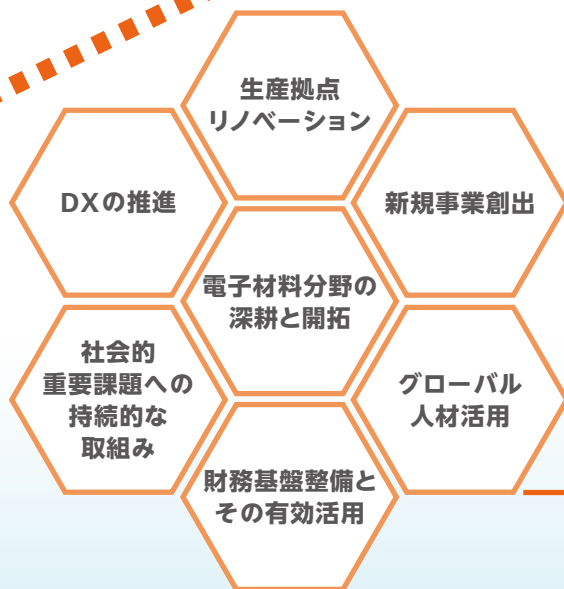 生産拠点
リノベーション
DXの推進
新規事業創出
電子材料分野の
深耕と開拓
社会的
重要課題への
持続的な
取組み
グローバル
人材活用
財務基盤整備と
その有効活用